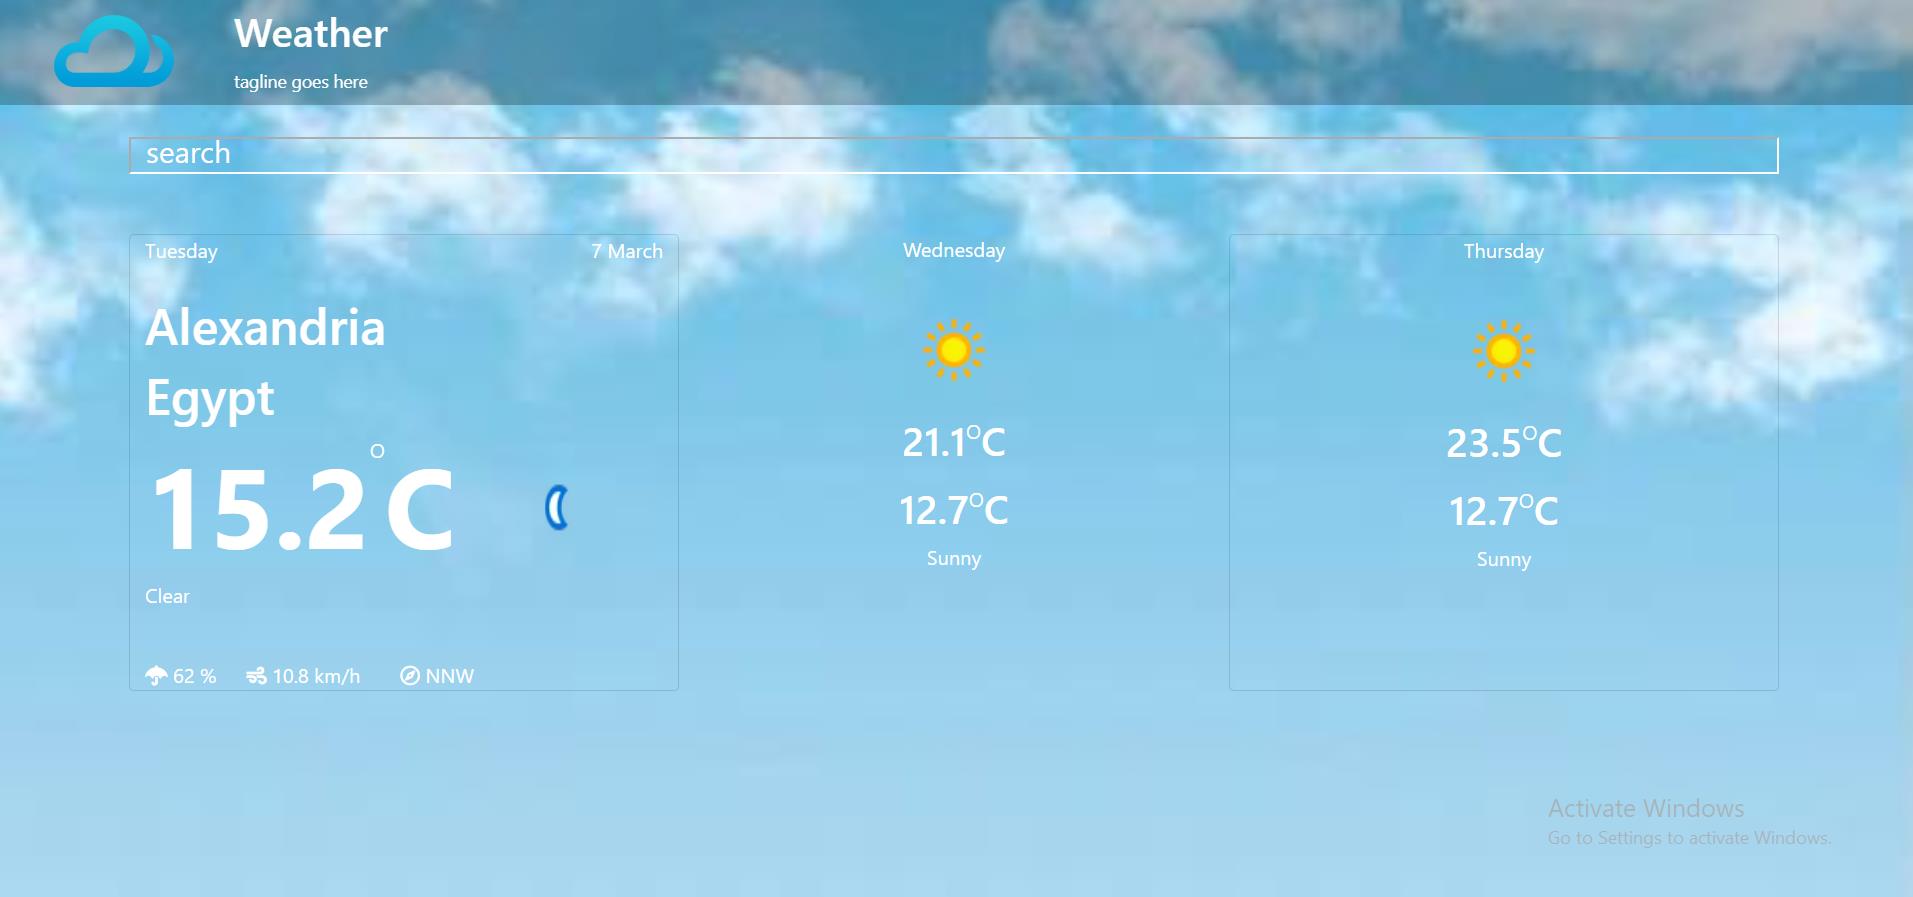 Weather
tagline goes here
search
Tuesday 7 March
Alexandria
Egypt
15.2°C
Clear
62 % 10.8 km/h NNW
Wednesday
21.1°C
12.7°C
Sunny
Thursday
23.5°C
12.7°C
Sunny
Activate Windows
Go to Settings to activate Windows.